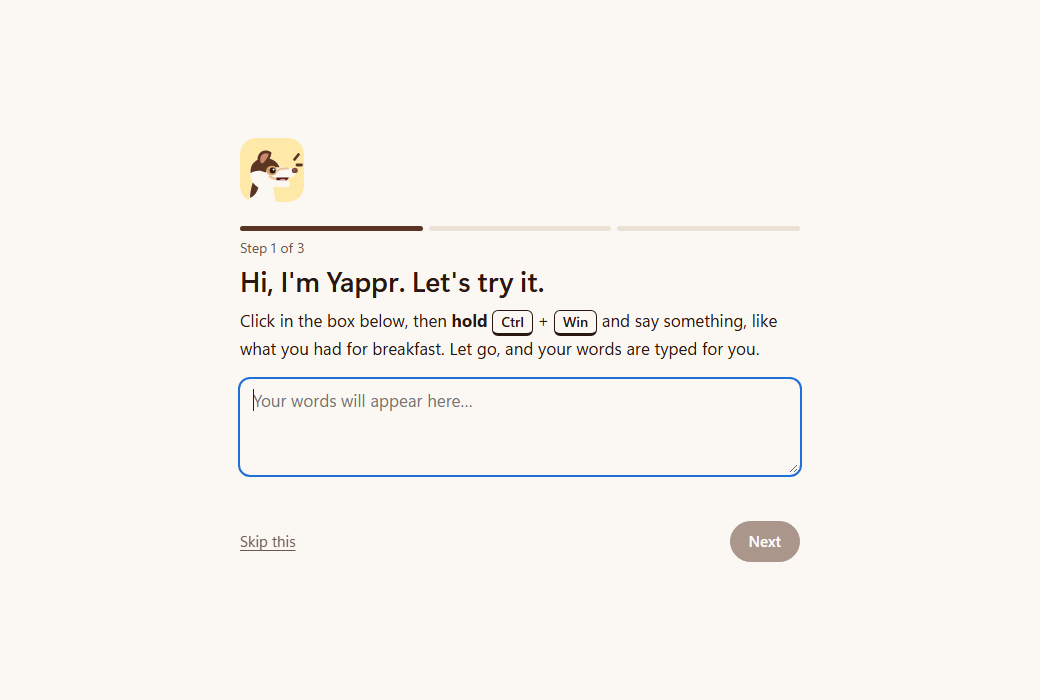 Step 1 of 3
Hi, I'm Yappr. Let's try it.
Click in the box below, then hold Ctrl + Win and say something, like
what you had for breakfast. Let go, and your words are typed for you.
Your words will appear here...
Skip this
Next